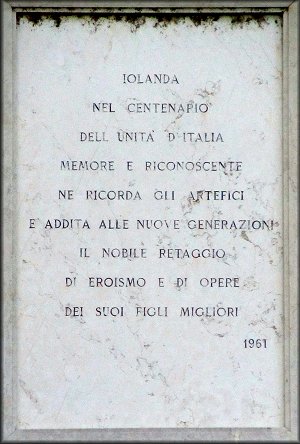 IOLANDA
NEL CENTENARIO
DELL UNITA' D'ITALIA
MEMORE E RICONOSCENTE
NE RICORDA GLI ARTEFICI
E ADDITA ALLE NUOVE GENERAZIONI
IL NOBILE RETAGGIO
DI EROISMO E DI OPERE
DEI SUOI FIGLI MIGLIORI
1961